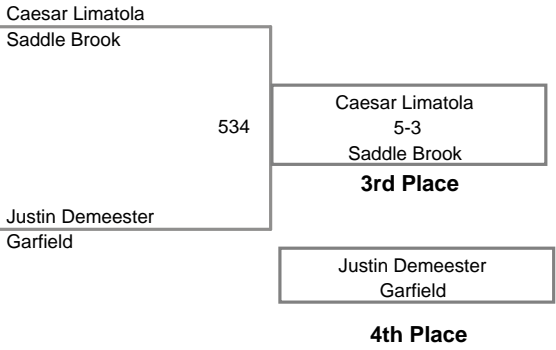 Caesar Limatola
Saddle Brook
534
Caesar Limatola
5-3
Saddle Brook
3rd Place
Justin Demeester
Garfield
Justin Demeester
Garfield
4th Place